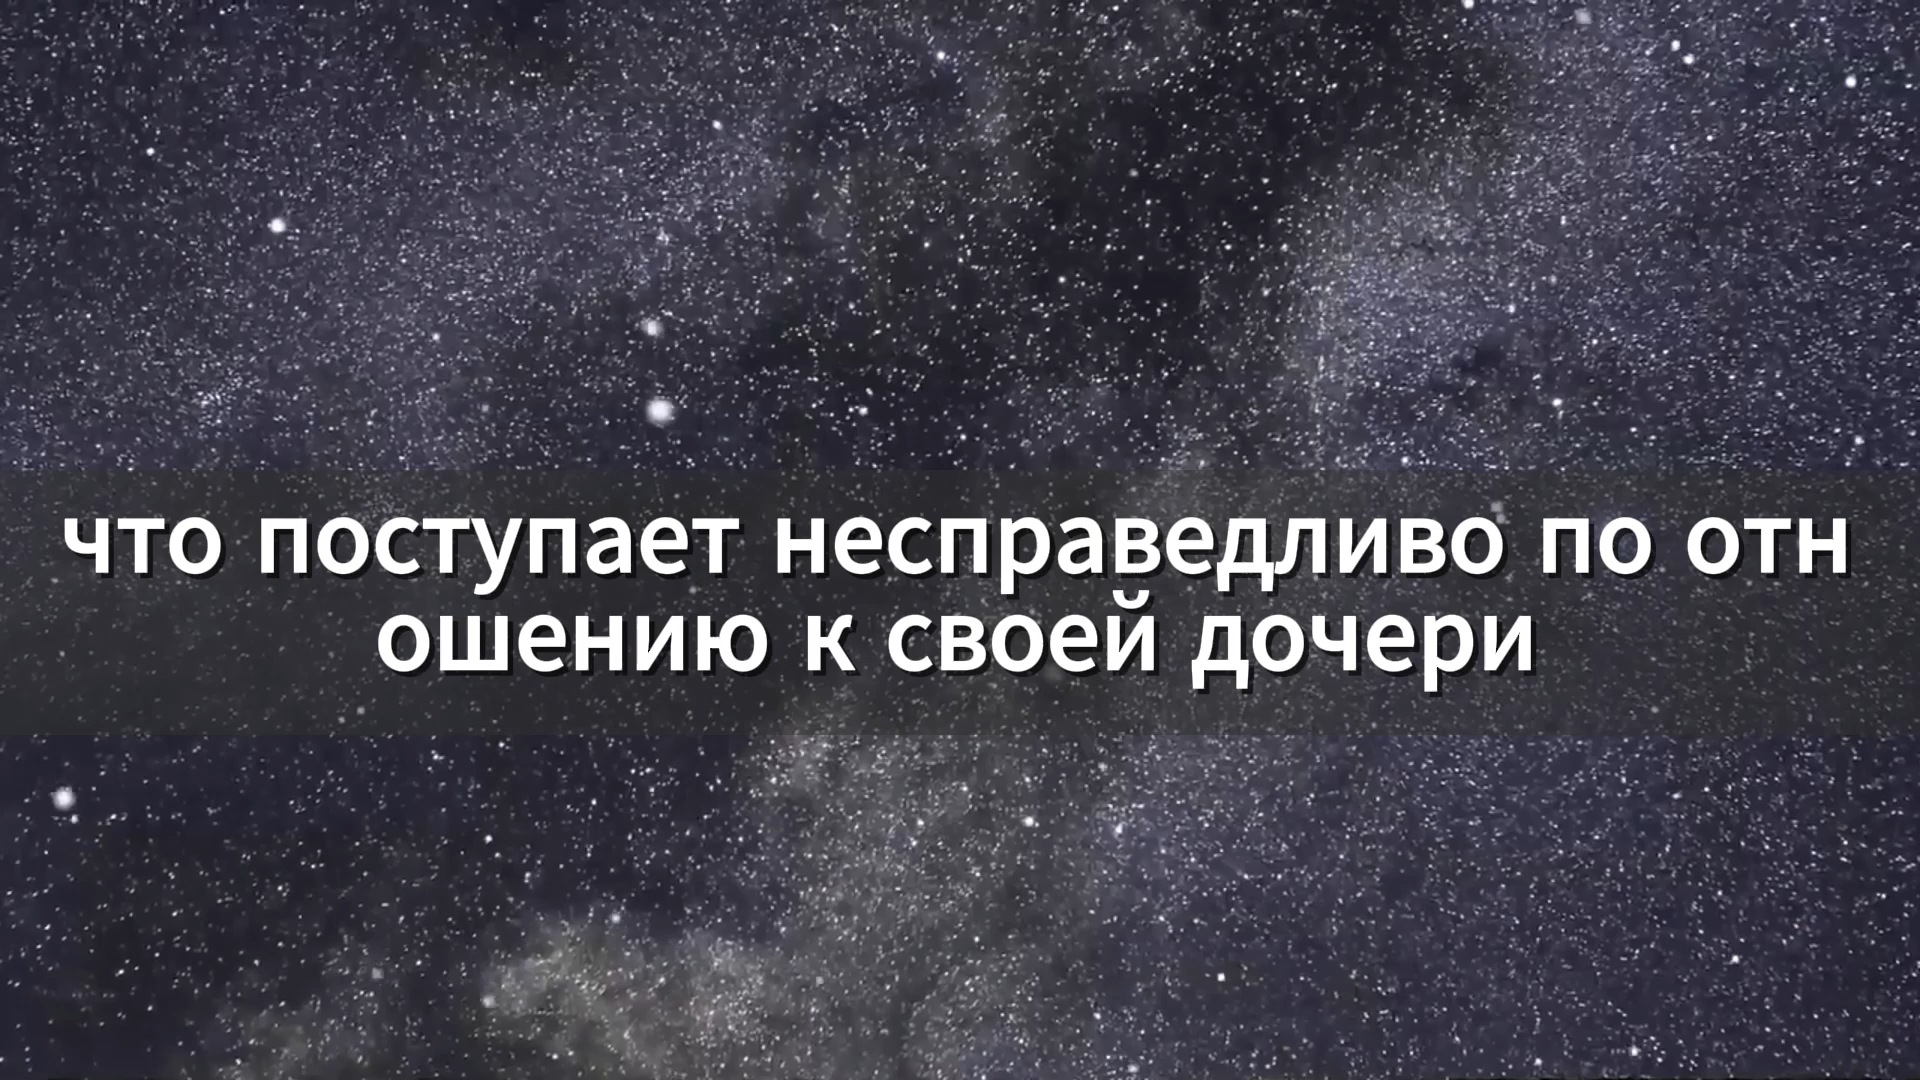 что поступает несправедливо по отн
ошению к своей дочери